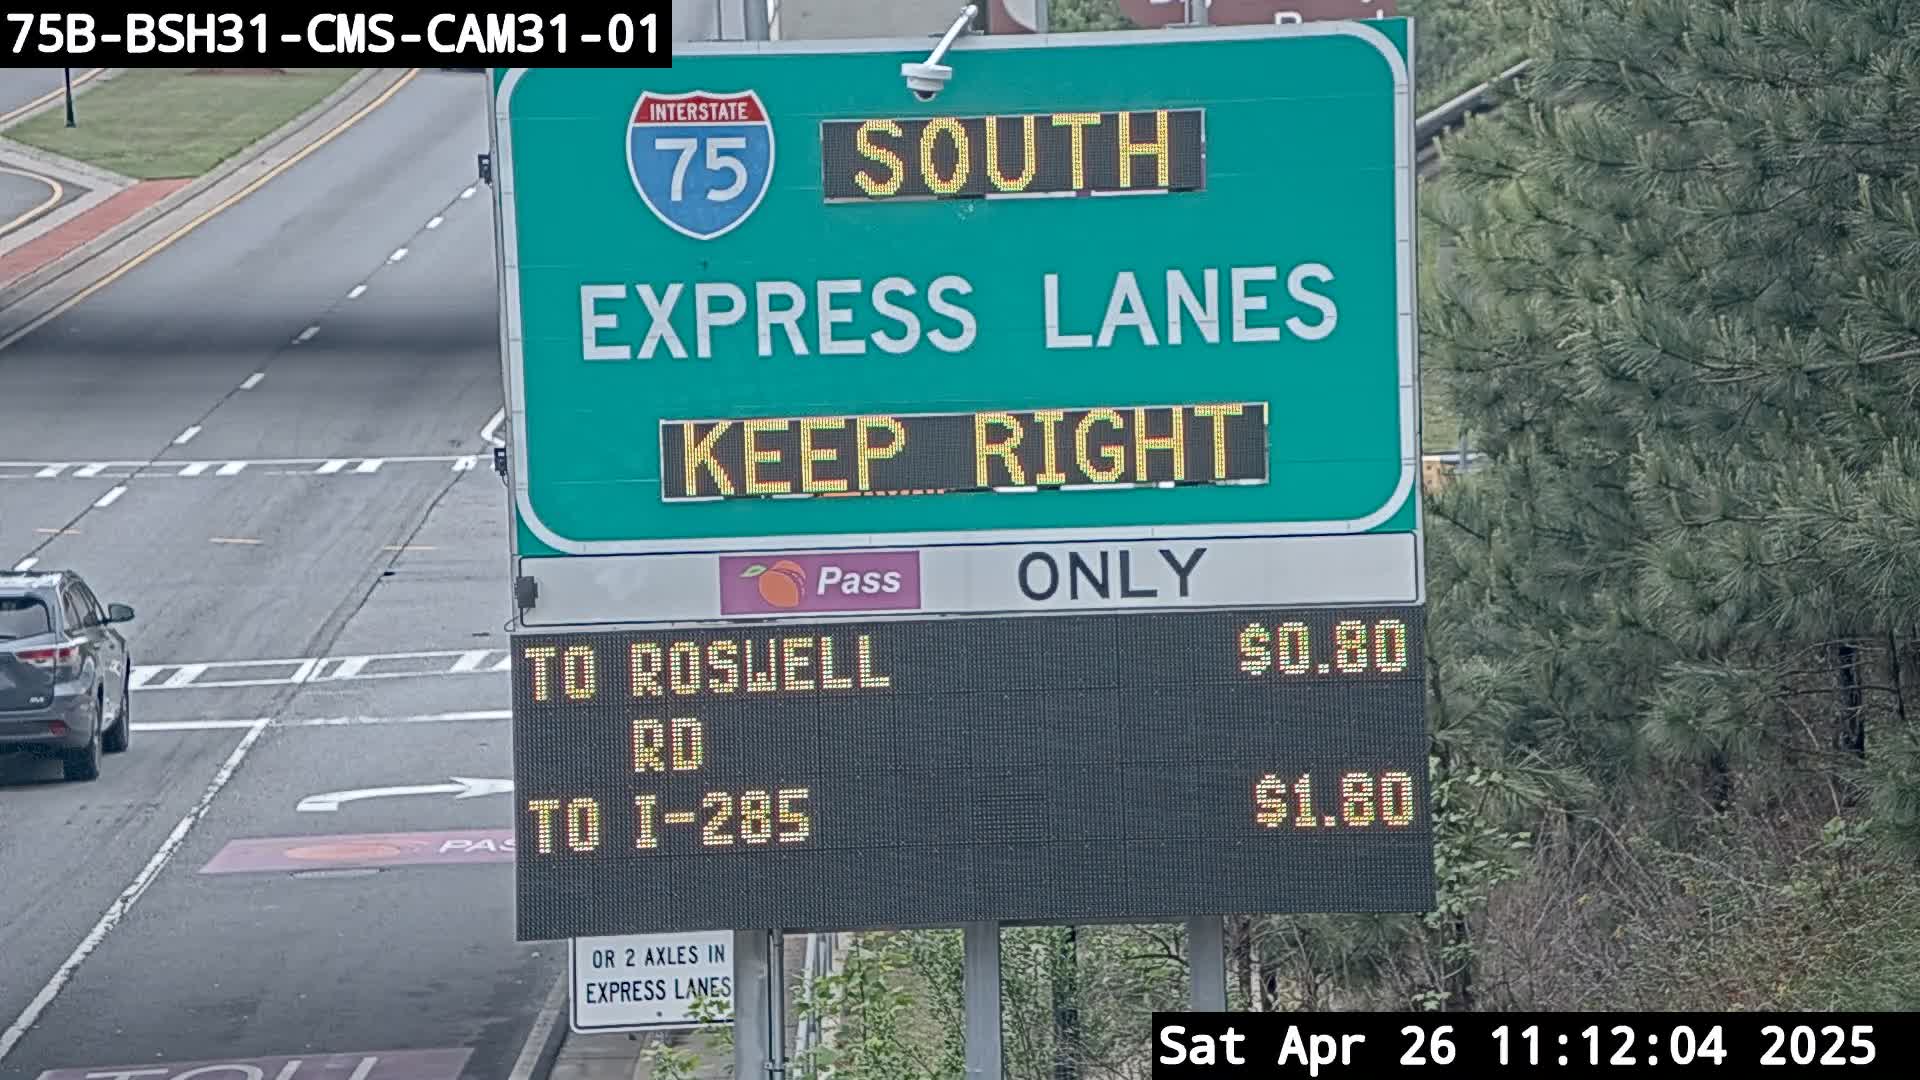 75B-BSH31-CMS-CAM31-01
INTERSTATE
75
SOUTH
EXPRESS LANES
KEEP RIGHT
Pass ONLY
TO ROSWELL $0.80
RD
TO I-285 $1.80
OR 2 AXLES IN
EXPRESS LANES
TOLL
Sat Apr 26 11:12:04 2025